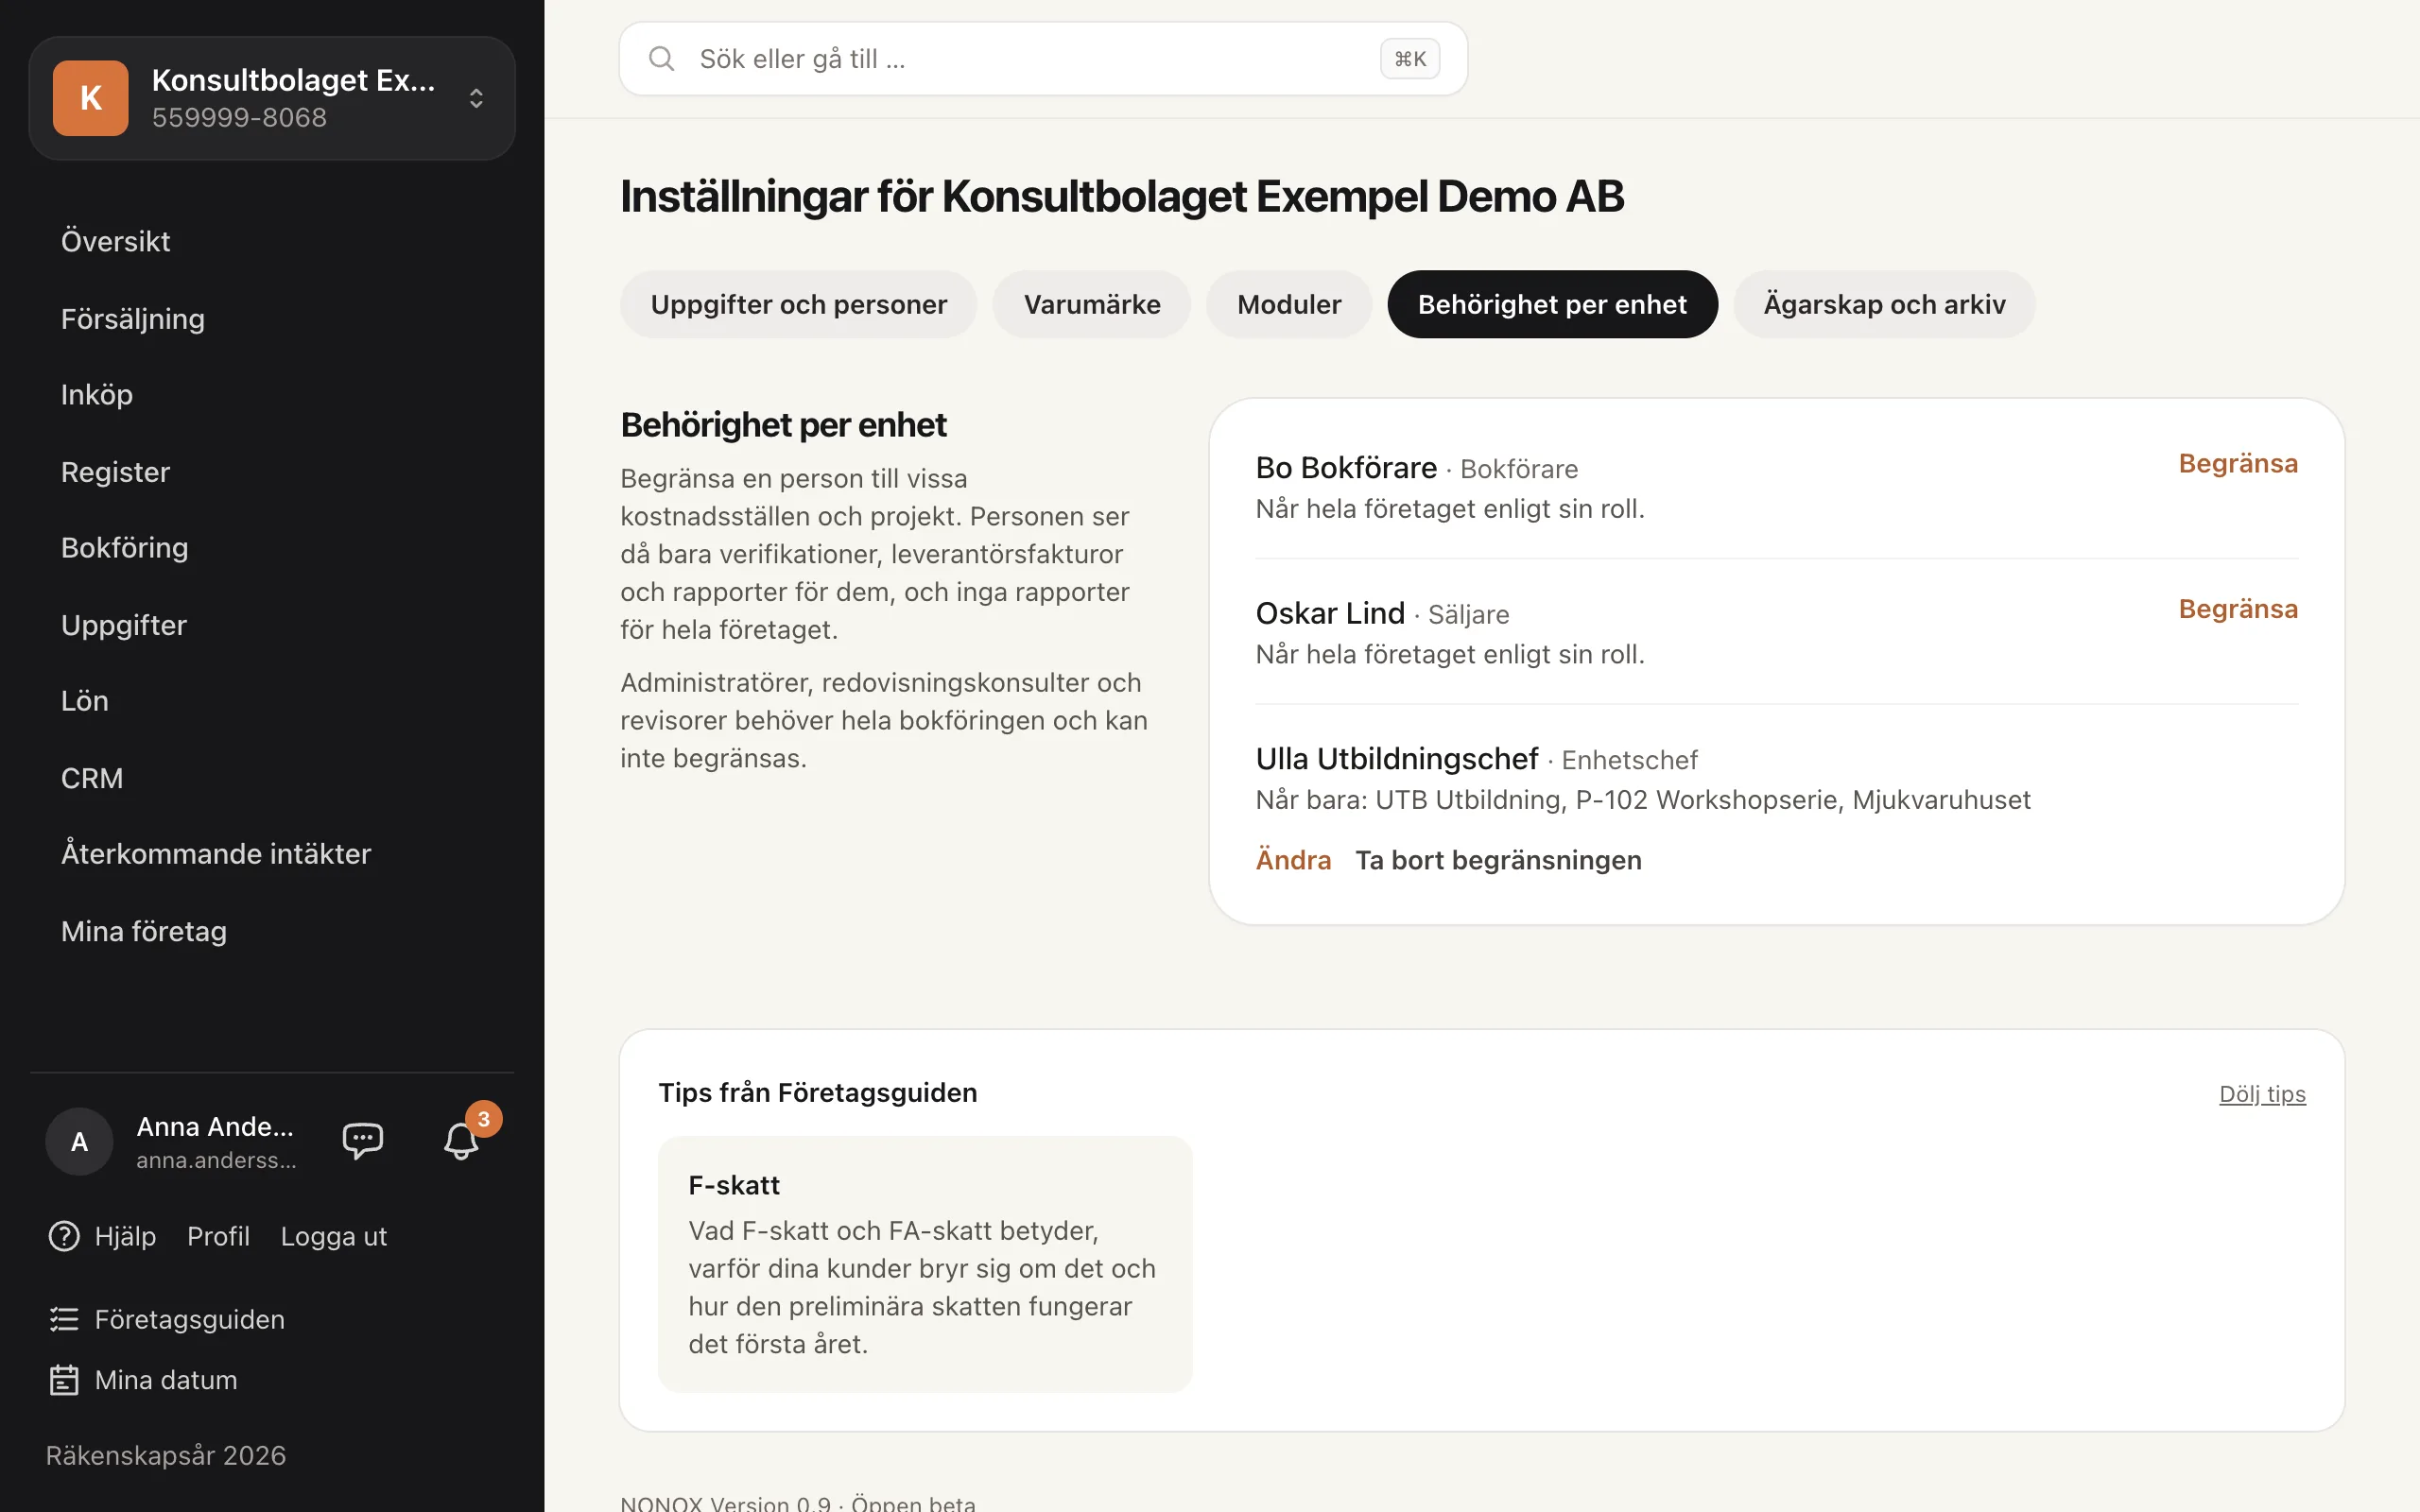 K
Konsultbolaget Ex...
559999-8068
Översikt
Försäljning
Inköp
Register
Bokföring
Uppgifter
Lön
CRM
Återkommande intäkter
Mina företag
A
Anna Ande...
anna.anderss...
3
Hjälp
Profil
Logga ut
Företagsguiden
Mina datum
Räkenskapsår 2026
Sök eller gå till ...
⌘K
Inställningar för Konsultbolaget Exempel Demo AB
Uppgifter och personer
Varumärke
Moduler
Behörighet per enhet
Ägarskap och arkiv
Behörighet per enhet
Begränsa en person till vissa
kostnadsställen och projekt. Personen ser
då bara verifikationer, leverantörsfakturor
och rapporter för dem, och inga rapporter
för hela företaget.
Administratörer, redovisningskonsulter och
revisorer behöver hela bokföringen och kan
inte begränsas.
Bo Bokförare · Bokförare
Begränsa
Når hela företaget enligt sin roll.
Oskar Lind · Säljare
Begränsa
Når hela företaget enligt sin roll.
Ulla Utbildningschef · Enhetschef
Når bara: UTB Utbildning, P-102 Workshopserie, Mjukvaruhuset
Ändra
Ta bort begränsningen
Tips från Företagsguiden
Dölj tips
F-skatt
Vad F-skatt och FA-skatt betyder,
varför dina kunder bryr sig om det och
hur den preliminära skatten fungerar
det första året.
NONOX Version 0.9 · Öppen beta